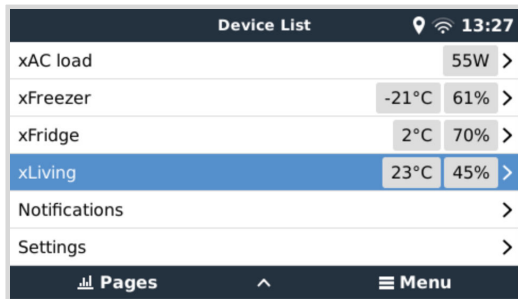 Device List 13:27
xAC load 55W
xFreezer -21°C 61%
xFridge 2°C 70%
xLiving 23°C 45%
Notifications
Settings
Pages Menu